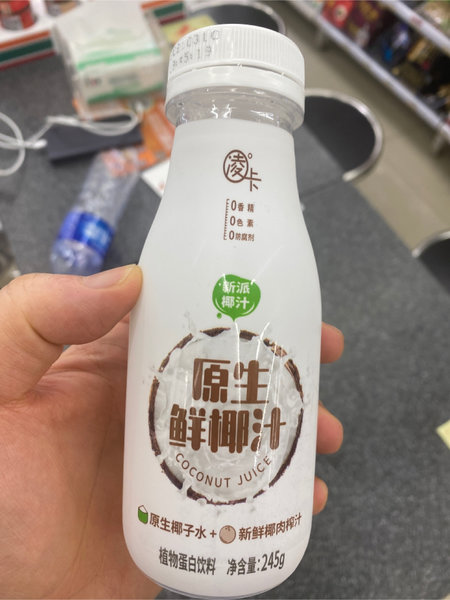 凌卡
0香精
0色素
0防腐剂
新派
椰汁
原生
鲜椰汁
COCONUT JUICE
原生椰子水+新鲜椰肉榨汁
植物蛋白饮料 净含量:245g